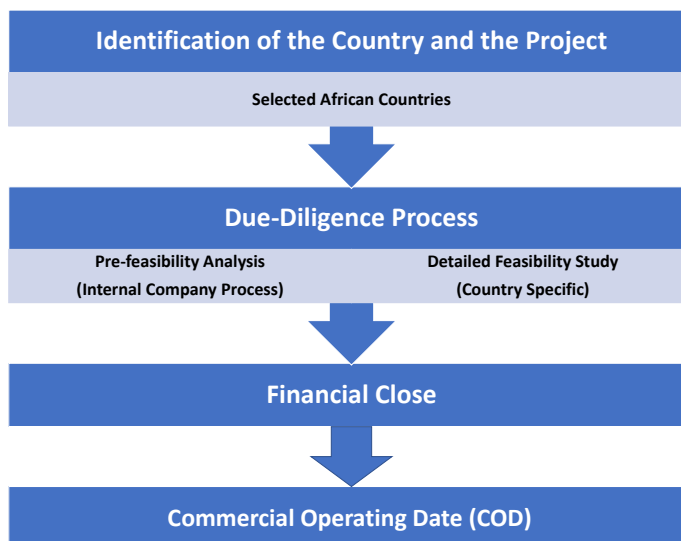 Identification of the Country and the Project
Selected African Countries
Due-Diligence Process
Pre-feasibility Analysis
(Internal Company Process)
Detailed Feasibility Study
(Country Specific)
Financial Close
Commercial Operating Date (COD)